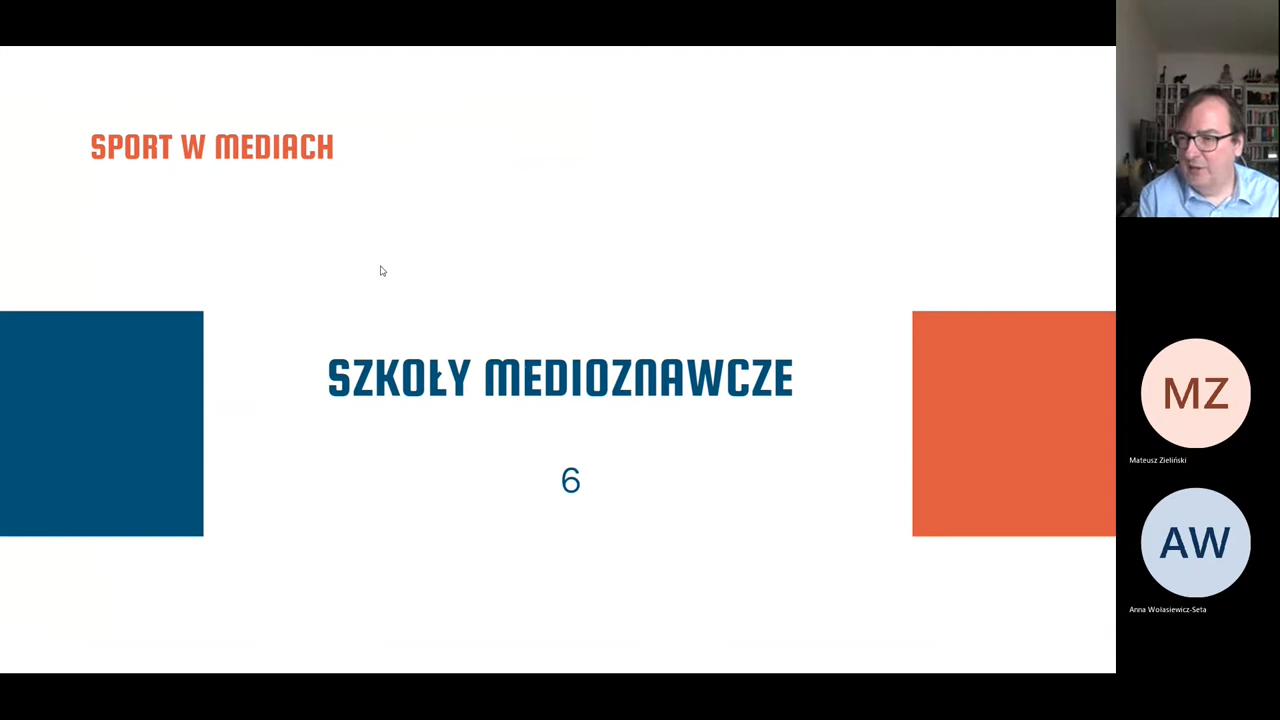 SPORT W MEDIACH
SZKOŁY MEDIOZNAWCZE
6
MZ
Mateusz Zieliński
AW
Anna Wołasiewicz-Seta